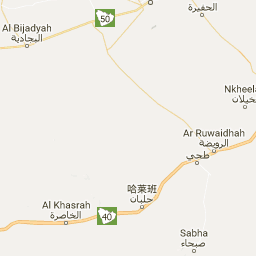 الحفيرة
50
Al Bijadyah
البجادية
Nkheela
نخيلان
Ar Ruwaidhah
الرويضة
طحي
哈莱班
حلبان
Al Khasrah
الخاصرة
40
Sabha
صبحاء